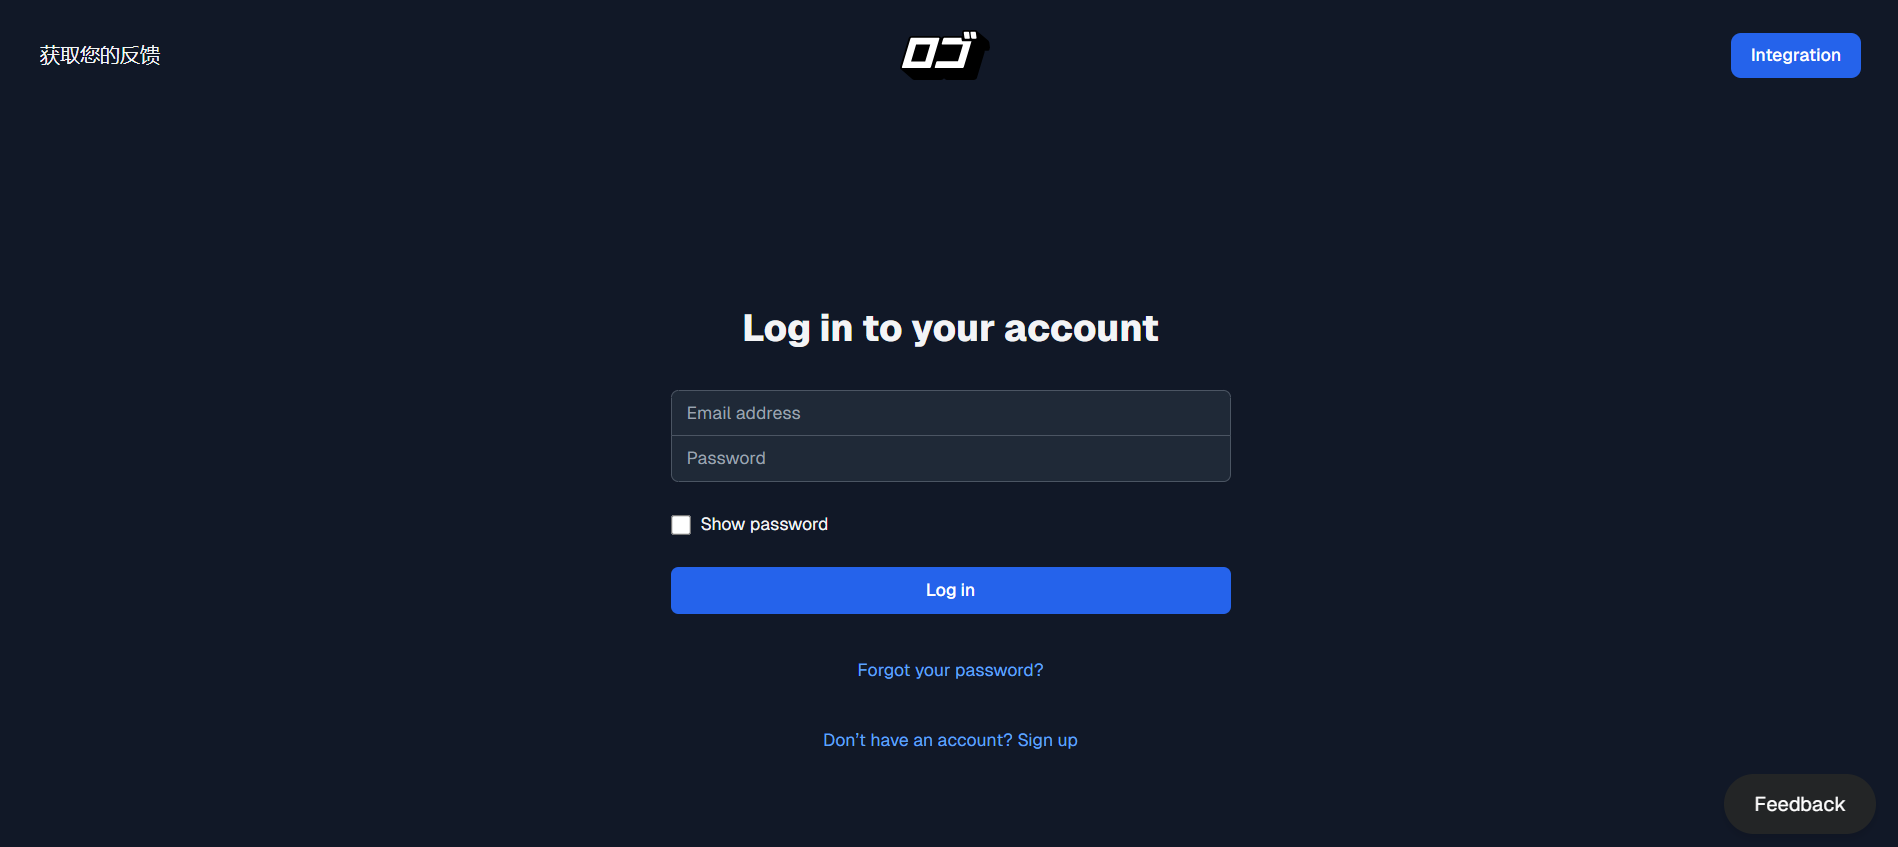 获取您的反馈
ロゴ
Integration
Log in to your account
Email address
Password
Show password
Log in
Forgot your password?
Don’t have an account? Sign up
Feedback